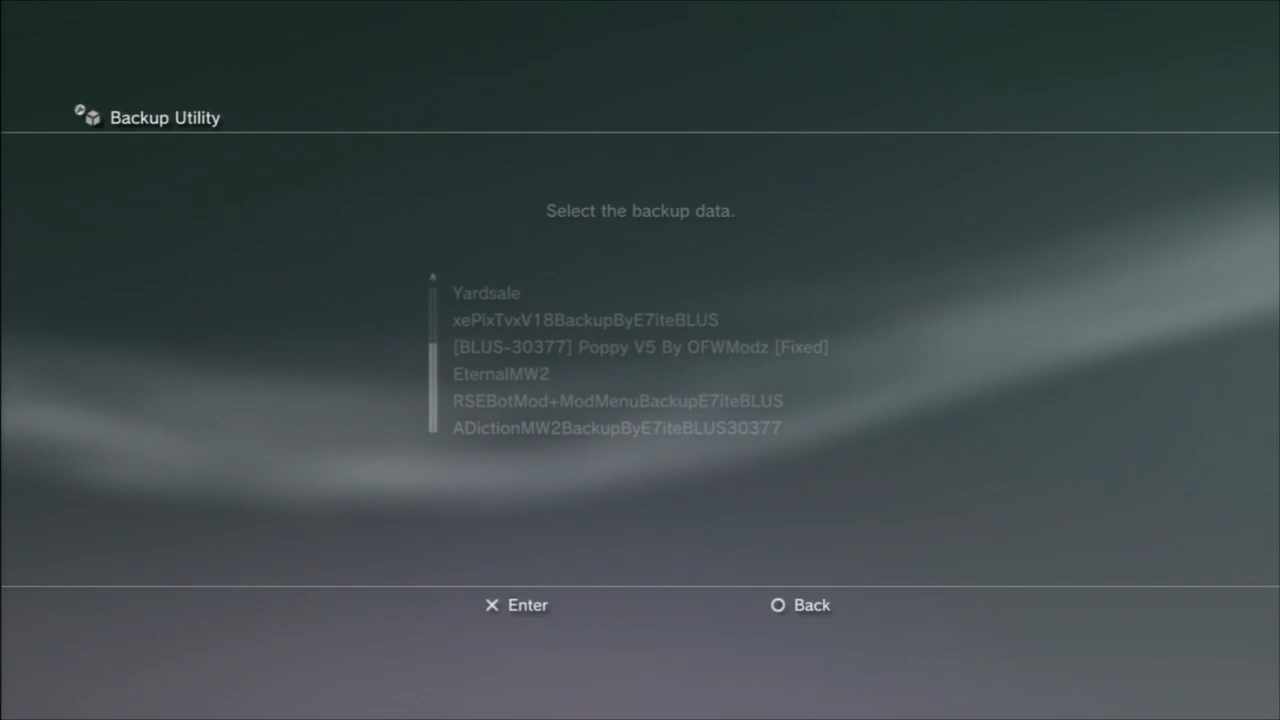 Backup Utility
Select the backup data.
Yardsale
xePixTvxV18BackupByE7iteBLUS
[BLUS-30377] Poppy V5 By OFWModz [Fixed]
EternalMW2
RSEBotMod+ModMenuBackupE7iteBLUS
ADictionMW2BackupByE7iteBLUS30377
Enter
Back